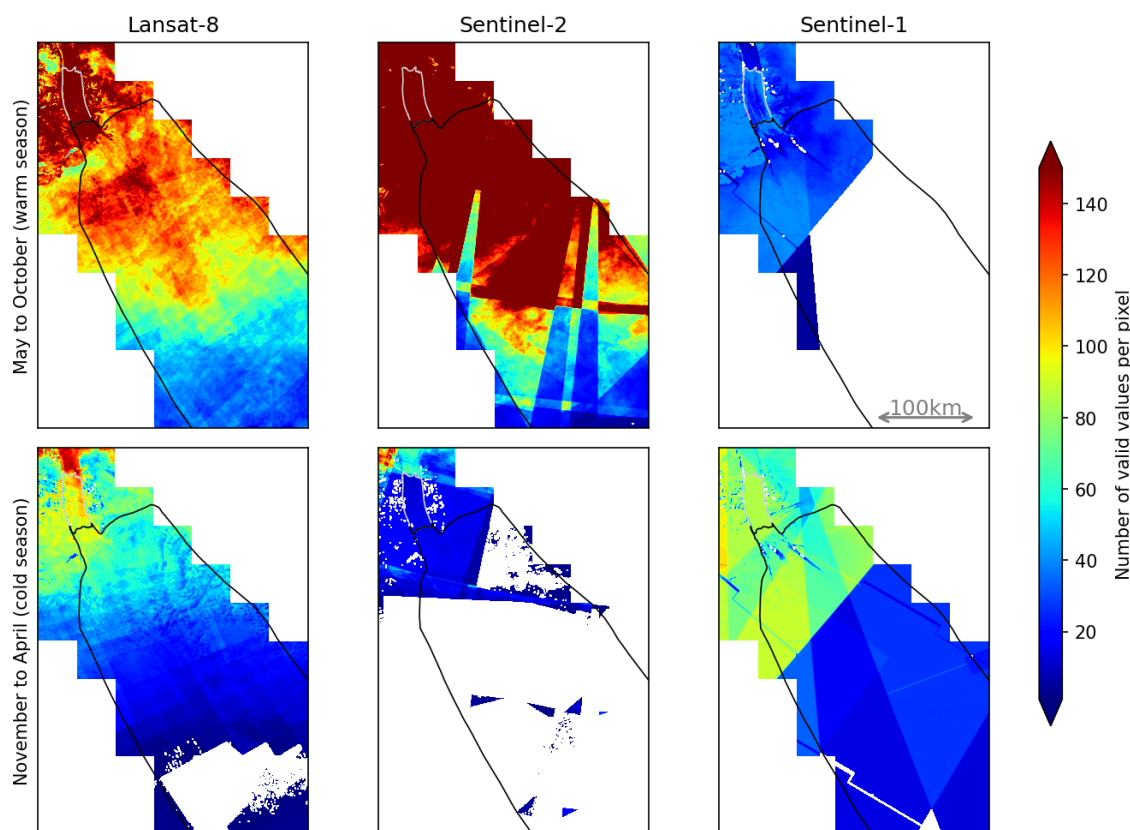 Lansat-8
Sentinel-2
Sentinel-1
May to October (warm season)
100km
November to April (cold season)
140
120
100
80
60
40
20
Number of valid values per pixel